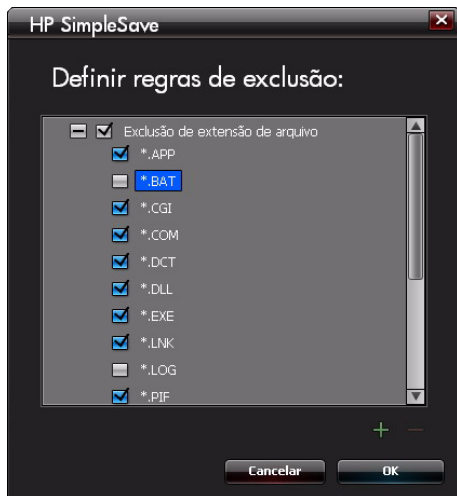 HP SimpleSave
Definir regras de exclusão:
Exclusão de extensão de arquivo
*.APP
*.BAT
*.CGI
*.COM
*.DCT
*.DLL
*.EXE
*.LNK
*.LOG
*.PIF
Cancelar
OK